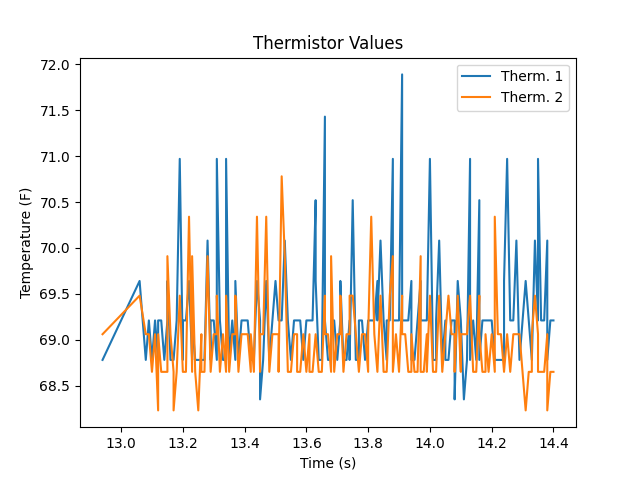 Thermistor Values
Therm. 1
Therm. 2
72.0
71.5
71.0
70.5
70.0
69.5
69.0
68.5
Temperature (F)
13.0 13.2 13.4 13.6 13.8 14.0 14.2 14.4
Time (s)